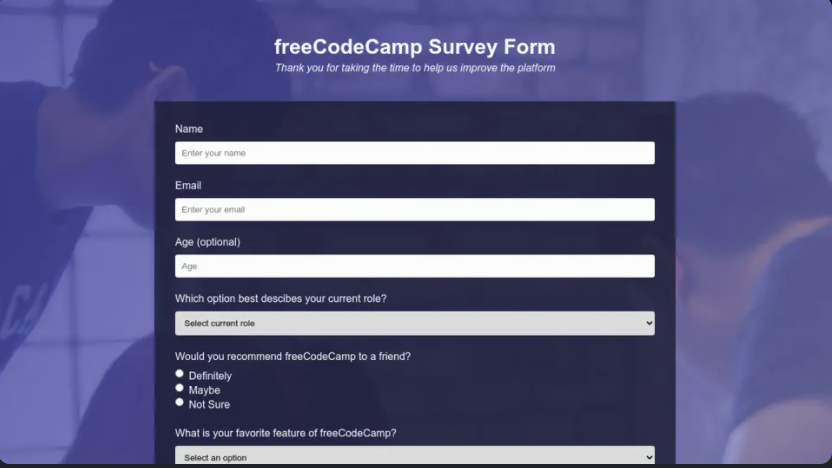 freeCodeCamp Survey Form
Thank you for taking the time to help us improve the platform
Name
Enter your name
Email
Enter your email
Age (optional)
Age
Which option best descibes your current role?
Select current role
Would you recommend freeCodeCamp to a friend?
Definitely
Maybe
Not Sure
What is your favorite feature of freeCodeCamp?
Select an option